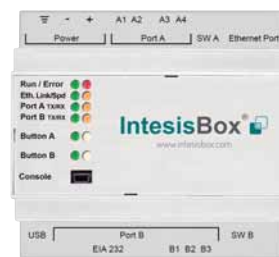 - +
A1 A2 A3 A4
Power Port A SW A Ethernet Port
Run / Error
Eth. Link/Spd
Port A TX/RX
Port B TX/RX
Button A
Button B
Console
IntesisBox®
www.intesisbox.com
USB Port B SW B
EIA 232 B1 B2 B3